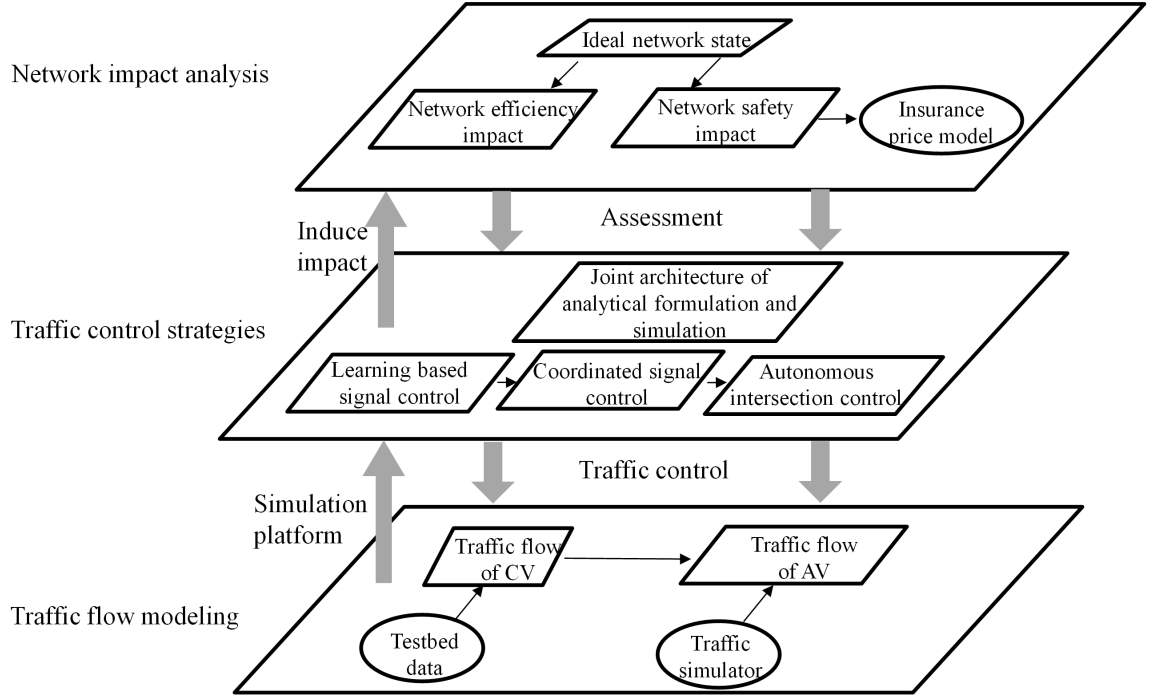 Ideal network state
Network impact analysis
Network efficiency
impact
Network safety
impact
Insurance
price model
Induce
impact
Assessment
Joint architecture of
analytical formulation and
simulation
Traffic control strategies
Learning based
signal control
Coordinated signal
control
Autonomous
intersection control
Traffic control
Simulation
platform
Traffic flow
of CV
Traffic flow
of AV
Traffic flow modeling
Testbed
data
Traffic
simulator